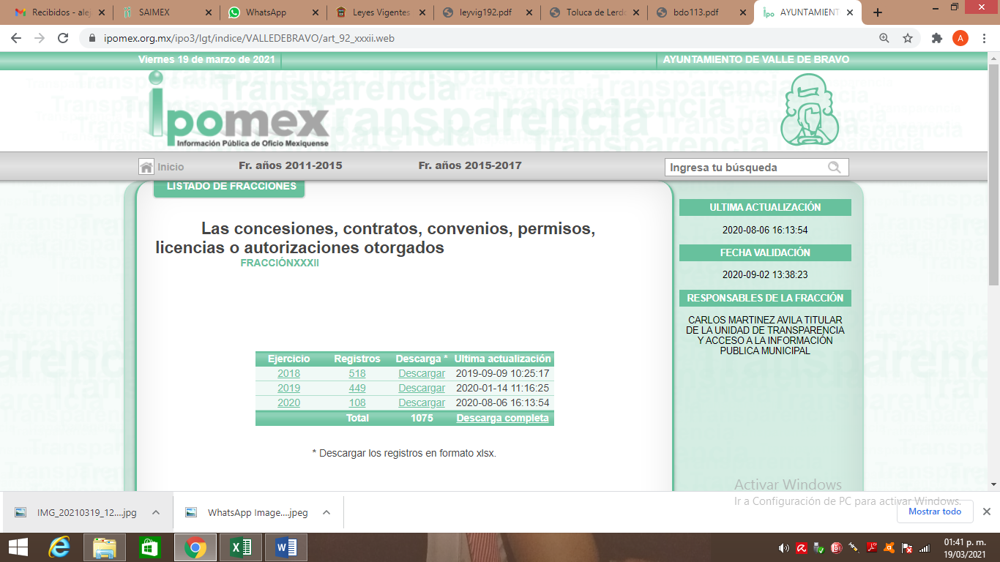 Recibidos - alej
SAIMEX
WhatsApp
Leyes Vigentes
leyvig192.pdf
Toluca de Lerdo
bdo113.pdf
AYUNTAMIENT
ipomex.org.mx/ipo3/lgt/indice/VALLEDEBRAVO/art_92_xxxii.web
A
Viernes 19 de marzo de 2021
AYUNTAMIENTO DE VALLE DE BRAVO
Transparencia
ipomex
Información Pública de Oficio Mexiquense
Inicio
Fr. años 2011-2015
Fr. años 2015-2017
Ingresa tu búsqueda
LISTADO DE FRACCIONES
Las concesiones, contratos, convenios, permisos,
licencias o autorizaciones otorgados
FRACCIÓNXXXII
Ejercicio Registros Descarga * Ultima actualización
2018 518 Descargar 2019-09-09 10:25:17
2019 449 Descargar 2020-01-14 11:16:25
2020 108 Descargar 2020-08-06 16:13:54
Total 1075 Descarga completa
* Descargar los registros en formato xlsx.
ULTIMA ACTUALIZACIÓN
2020-08-06 16:13:54
FECHA VALIDACIÓN
2020-09-02 13:38:23
RESPONSABLES DE LA FRACCIÓN
CARLOS MARTINEZ AVILA TITULAR
DE LA UNIDAD DE TRANSPARENCIA
Y ACCESO A LA INFORMACIÓN
PUBLICA MUNICIPAL
Activar Windows
Ir a Configuración de PC para activar Windows.
IMG_20210319_12....jpg
WhatsApp Image....jpeg
Mostrar todo
01:41 p. m.
19/03/2021